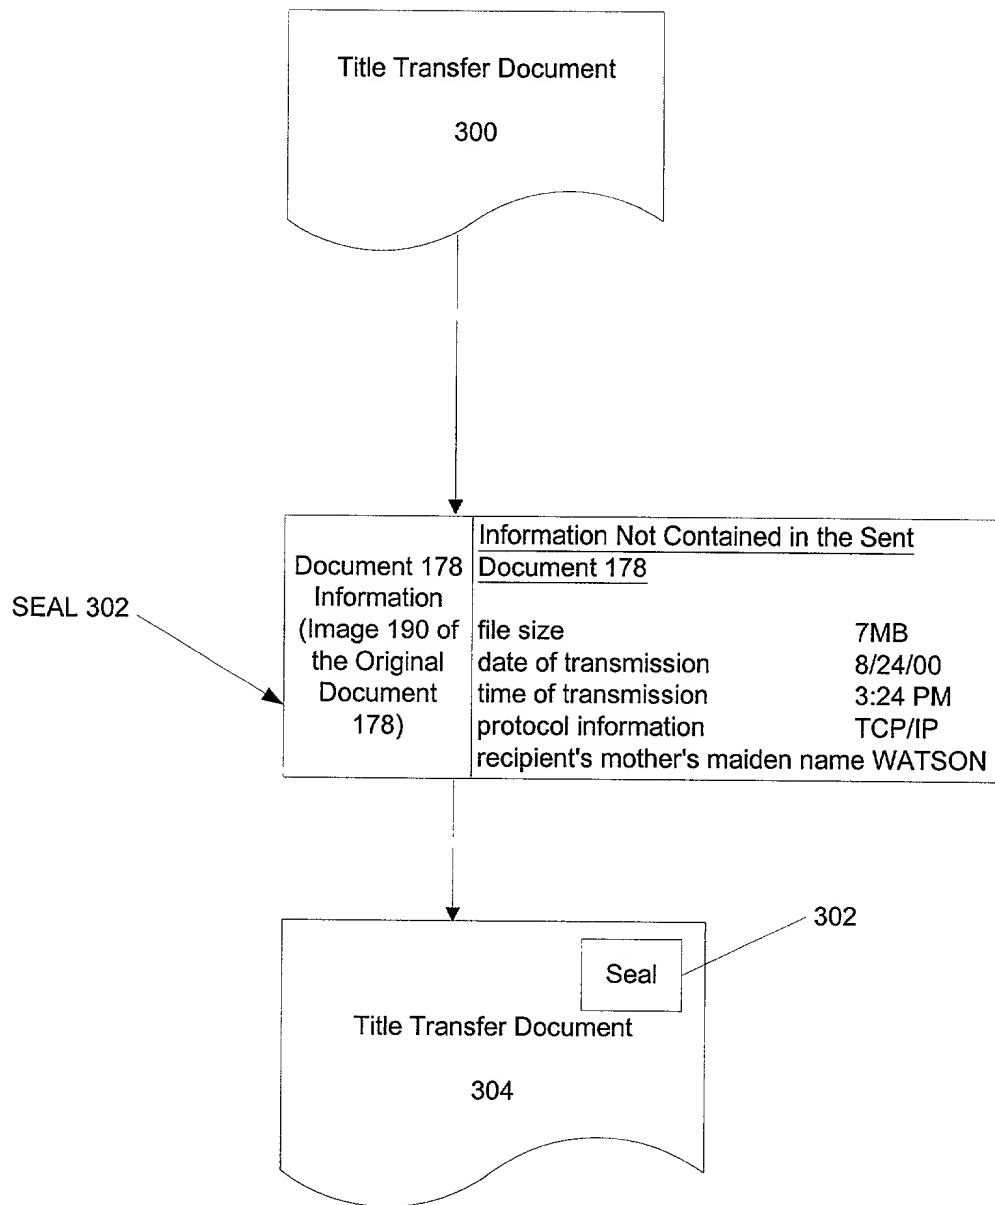 Title Transfer Document
300
SEAL 302
Document 178
Information
(Image 190 of
the Original
Document
178)
Information Not Contained in the Sent
Document 178
file size 7MB
date of transmission 8/24/00
time of transmission 3:24 PM
protocol information TCP/IP
recipient's mother's maiden name WATSON
302
Seal
Title Transfer Document
304